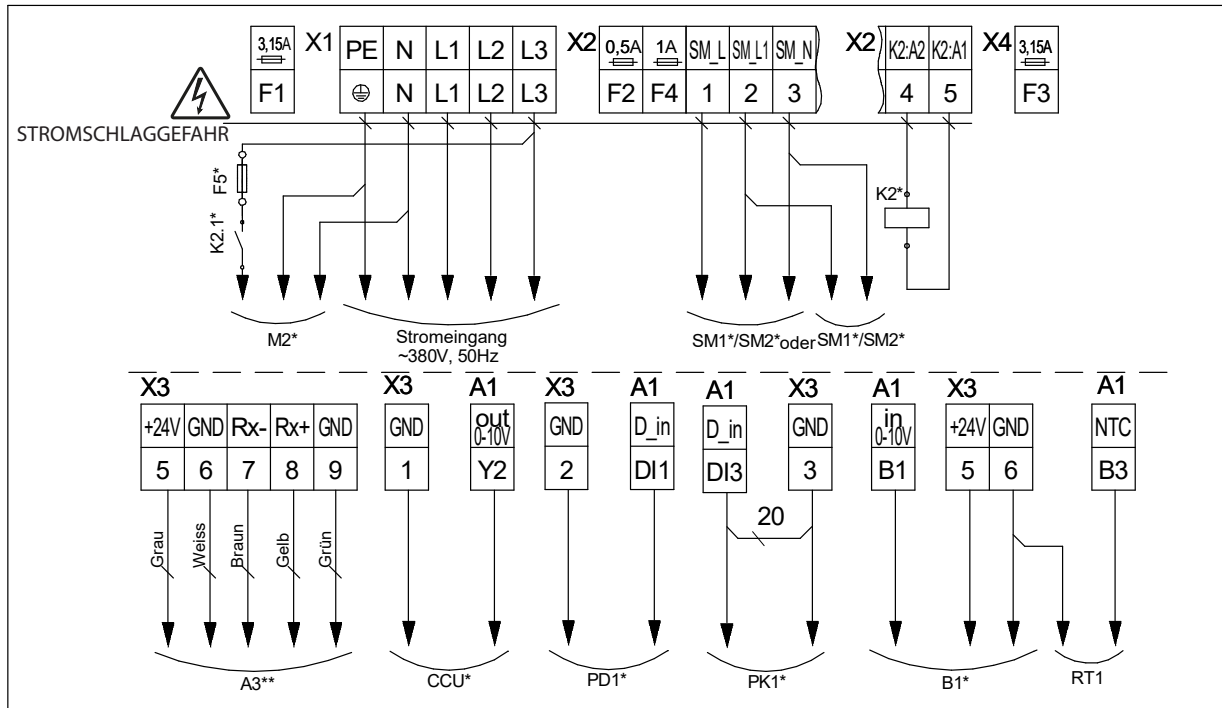 3,15A X1 PE N L1 L2 L3 X2 0,5A 1A SM_L SM_L1 SM_N X2 K2:A2 K2:A1 X4 3,15A
F1 N L1 L2 L3 F2 F4 1 2 3 4 5 F3
STROMSCHLAGGEFAHR
F5*
K2.1*
K2*
M2*
Stromeingang
~380V, 50Hz
SM1*/SM2* oder SM1*/SM2*
X3 X3 A1 X3 A1 A1 X3 A1 X3 A1
+24V GND Rx- Rx+ GND GND out 0-10V GND D_in D_in GND in 0-10V +24V GND NTC
5 6 7 8 9 1 Y2 2 DI1 DI3 3 B1 5 6 B3
Grau Weiss Braun Gelb Grün
20
A3** CCU* PD1* PK1* B1* RT1